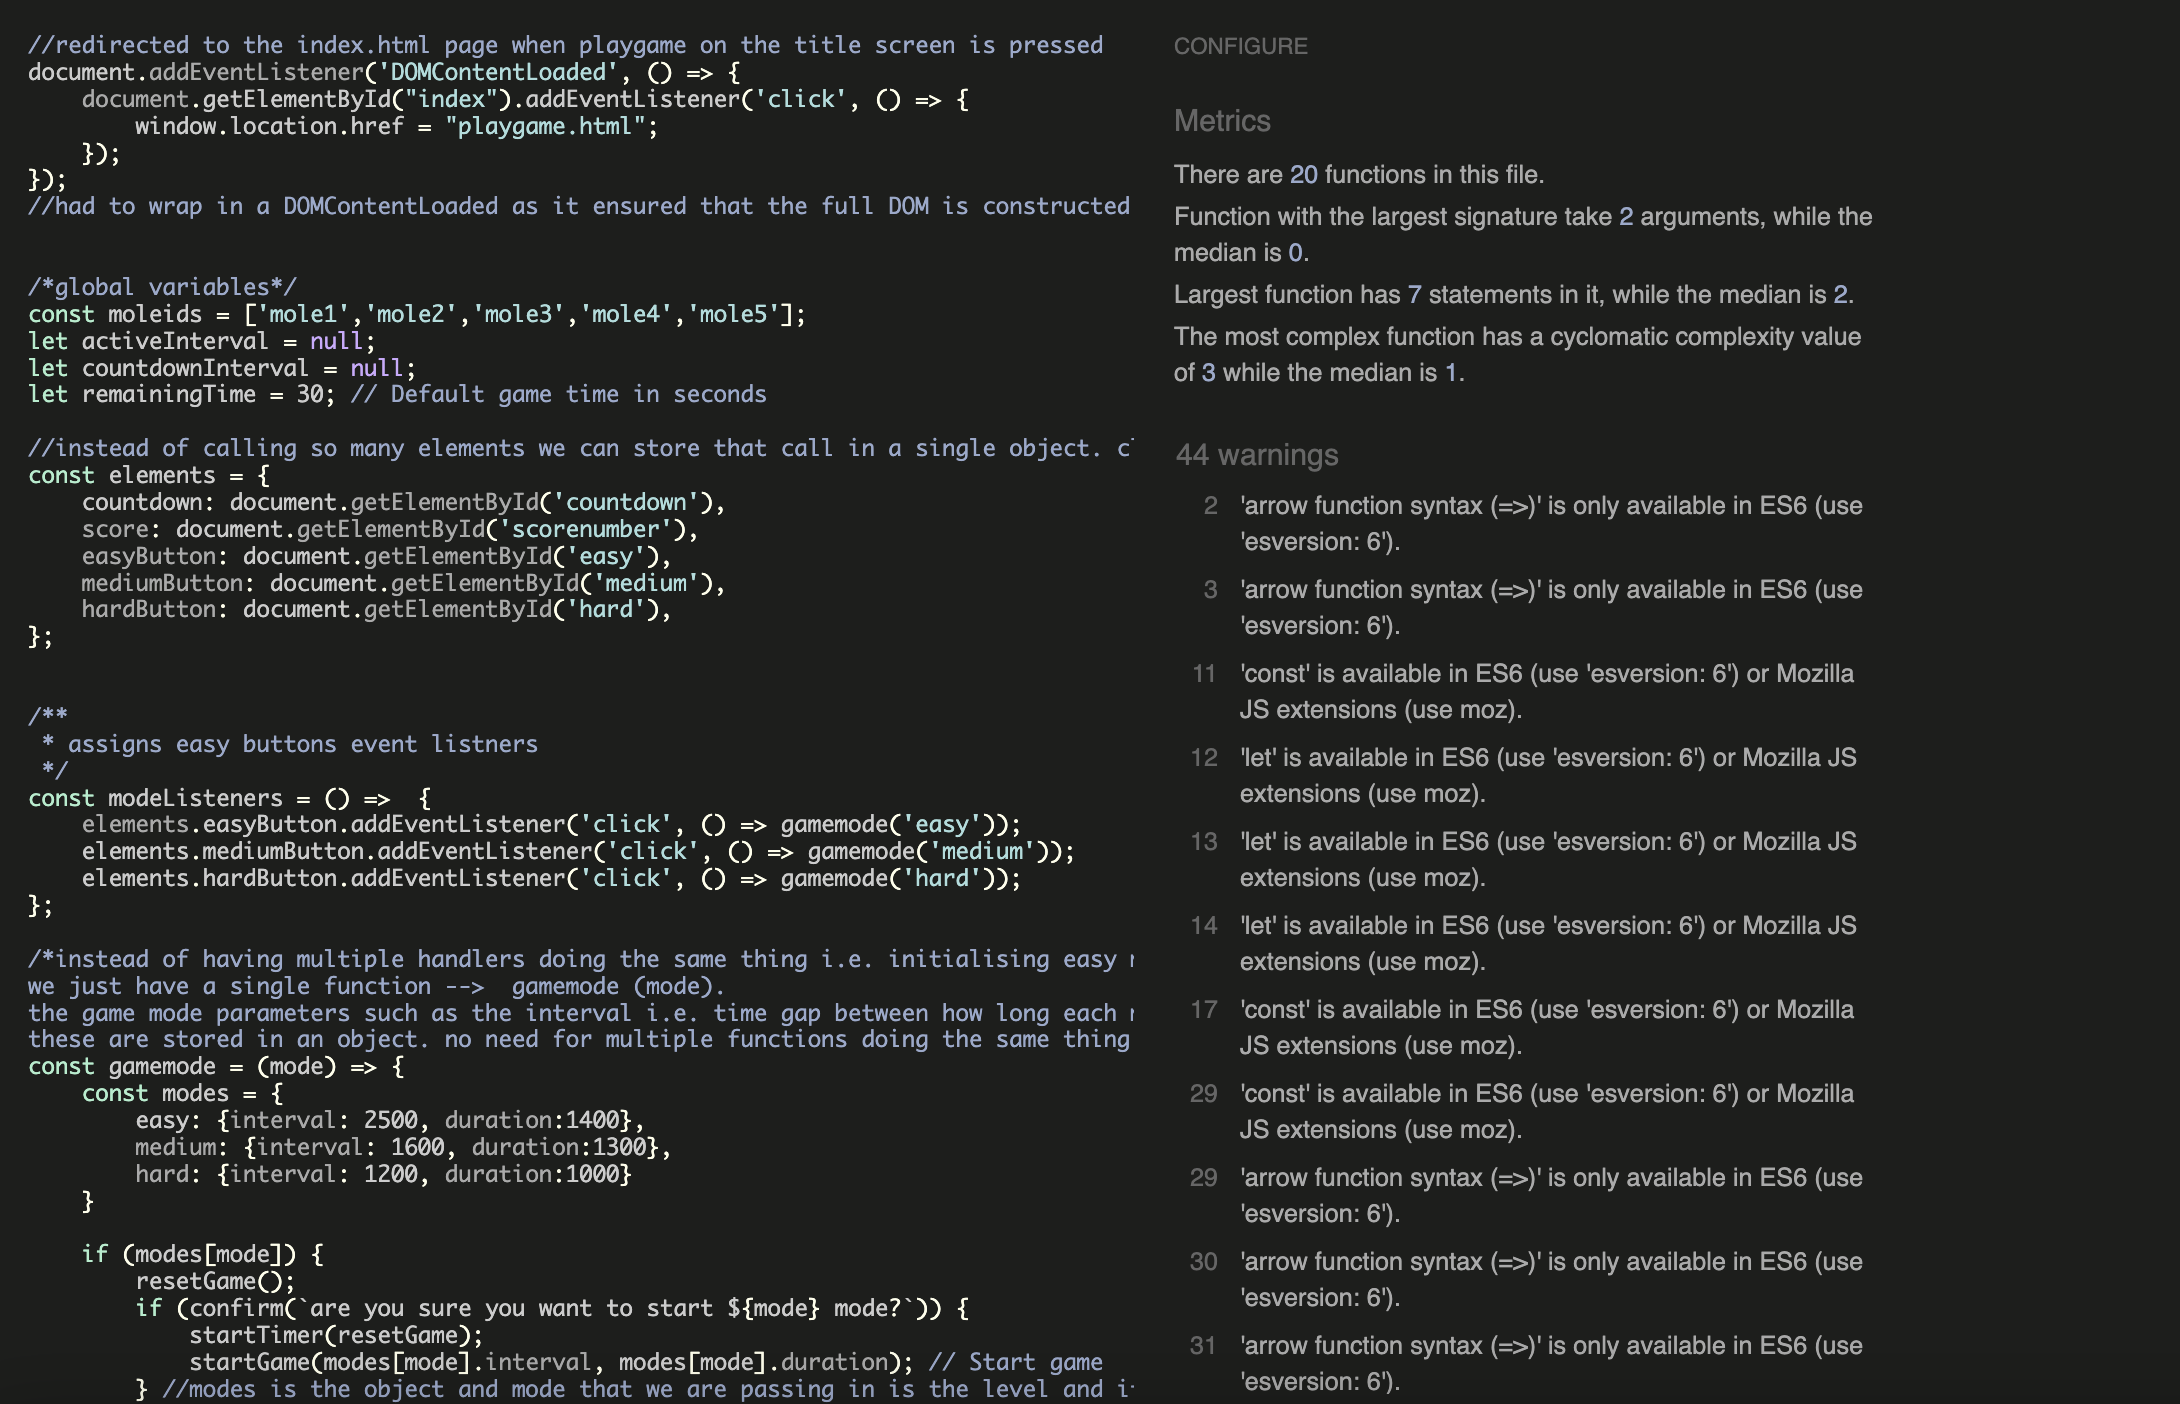 //redirected to the index.html page when playgame on the title screen is pressed
document.addEventListener('DOMContentLoaded', () => {
    document.getElementById("index").addEventListener('click', () => {
        window.location.href = "playgame.html";
    });
});
//had to wrap in a DOMContentLoaded as it ensured that the full DOM is constructed
/*global variables*/
const moleids = ['mole1','mole2','mole3','mole4','mole5'];
let activeInterval = null;
let countdownInterval = null;
let remainingTime = 30; // Default game time in seconds
//instead of calling so many elements we can store that call in a single object.
const elements = {
    countdown: document.getElementById('countdown'),
    score: document.getElementById('scorenumber'),
    easyButton: document.getElementById('easy'),
    mediumButton: document.getElementById('medium'),
    hardButton: document.getElementById('hard'),
};
/**
 * assigns easy buttons event listners
 */
const modeListeners = () =>  {
    elements.easyButton.addEventListener('click', () => gamemode('easy'));
    elements.mediumButton.addEventListener('click', () => gamemode('medium'));
    elements.hardButton.addEventListener('click', () => gamemode('hard'));
};
/*instead of having multiple handlers doing the same thing i.e. initialising easy
we just have a single function -->  gamemode (mode).
the game mode parameters such as the interval i.e. time gap between how long each
these are stored in an object. no need for multiple functions doing the same thing
const gamemode = (mode) => {
    const modes = {
        easy: {interval: 2500, duration:1400},
        medium: {interval: 1600, duration:1300},
        hard: {interval: 1200, duration:1000}
    }
    if (modes[mode]) {
        resetGame();
        if (confirm(`are you sure you want to start ${mode} mode?`)) {
            startTimer(resetGame);
            startGame(modes[mode].interval, modes[mode].duration); // Start game
        } //modes is the object and mode that we are passing in is the level and
CONFIGURE
Metrics
There are 20 functions in this file.
Function with the largest signature take 2 arguments, while the
median is 0.
Largest function has 7 statements in it, while the median is 2.
The most complex function has a cyclomatic complexity value
of 3 while the median is 1.
44 warnings
2 'arrow function syntax (=>)' is only available in ES6 (use
'esversion: 6').
3 'arrow function syntax (=>)' is only available in ES6 (use
'esversion: 6').
11 'const' is available in ES6 (use 'esversion: 6') or Mozilla
JS extensions (use moz).
12 'let' is available in ES6 (use 'esversion: 6') or Mozilla JS
extensions (use moz).
13 'let' is available in ES6 (use 'esversion: 6') or Mozilla JS
extensions (use moz).
14 'let' is available in ES6 (use 'esversion: 6') or Mozilla JS
extensions (use moz).
17 'const' is available in ES6 (use 'esversion: 6') or Mozilla
JS extensions (use moz).
29 'const' is available in ES6 (use 'esversion: 6') or Mozilla
JS extensions (use moz).
29 'arrow function syntax (=>)' is only available in ES6 (use
'esversion: 6').
30 'arrow function syntax (=>)' is only available in ES6 (use
'esversion: 6').
31 'arrow function syntax (=>)' is only available in ES6 (use
'esversion: 6').